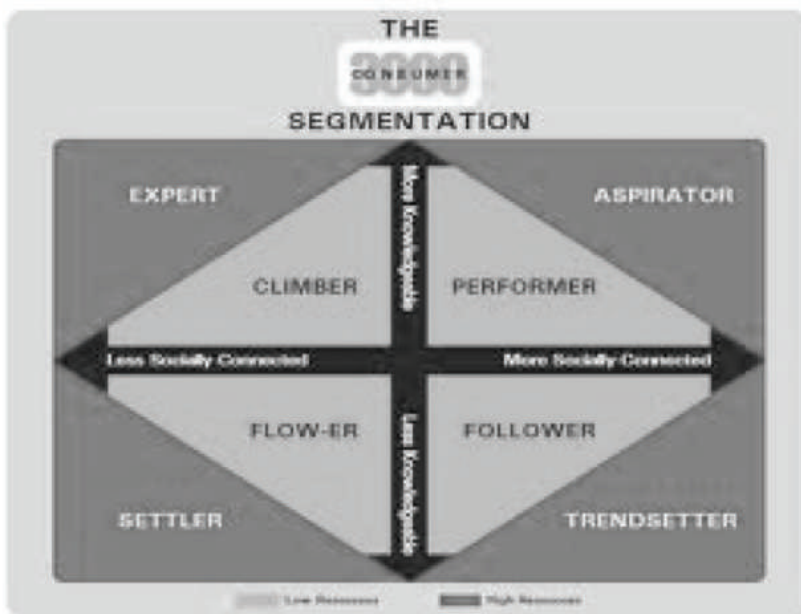 THE
3000
CONSUMER
SEGMENTATION
EXPERT
ASPIRATOR
More Knowledgeable
CLIMBER
PERFORMER
Less Socially Connected
More Socially Connected
FLOW-ER
FOLLOWER
Less Knowledgeable
SETTLER
TRENDSETTER
Low Resources
High Resources